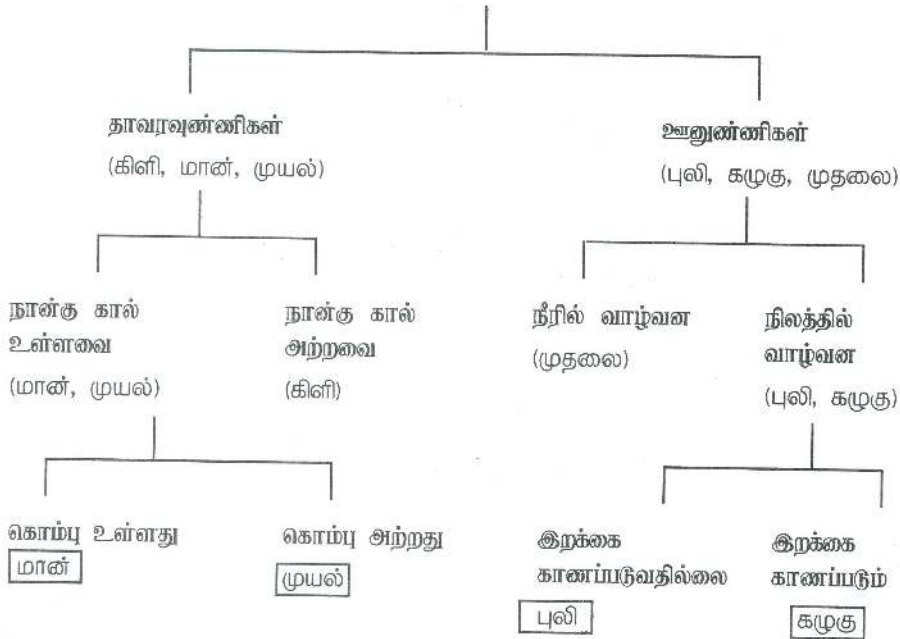 தாவரவுண்ணிகள்
(கிளி, மான், முயல்)
ஊனுண்ணிகள்
(புலி, கழுகு, முதலை)
நான்கு கால்
உள்ளவை
(மான், முயல்)
நான்கு கால்
அற்றவை
(கிளி)
நீரில் வாழ்வன
(முதலை)
நிலத்தில்
வாழ்வன
(புலி, கழுகு)
கொம்பு உள்ளது
மான்
கொம்பு அற்றது
முயல்
இறக்கை
காணப்படுவதில்லை
புலி
இறக்கை
காணப்படும்
கழுகு